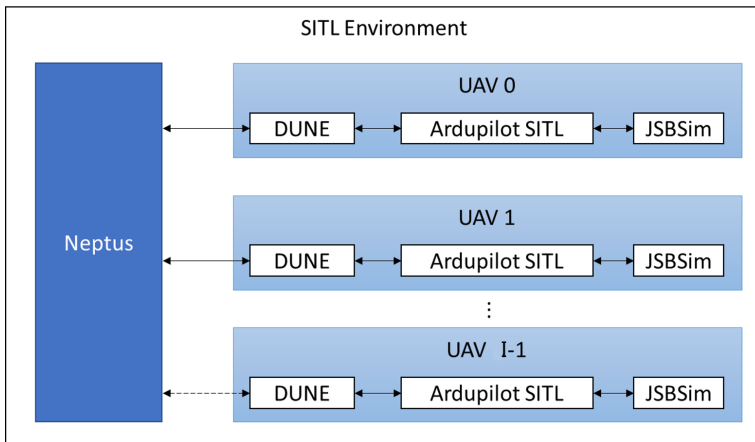 SITL Environment
Neptus
UAV 0
DUNE
Ardupilot SITL
JSBSim
UAV 1
DUNE
Ardupilot SITL
JSBSim
⋮
UAV I-1
DUNE
Ardupilot SITL
JSBSim